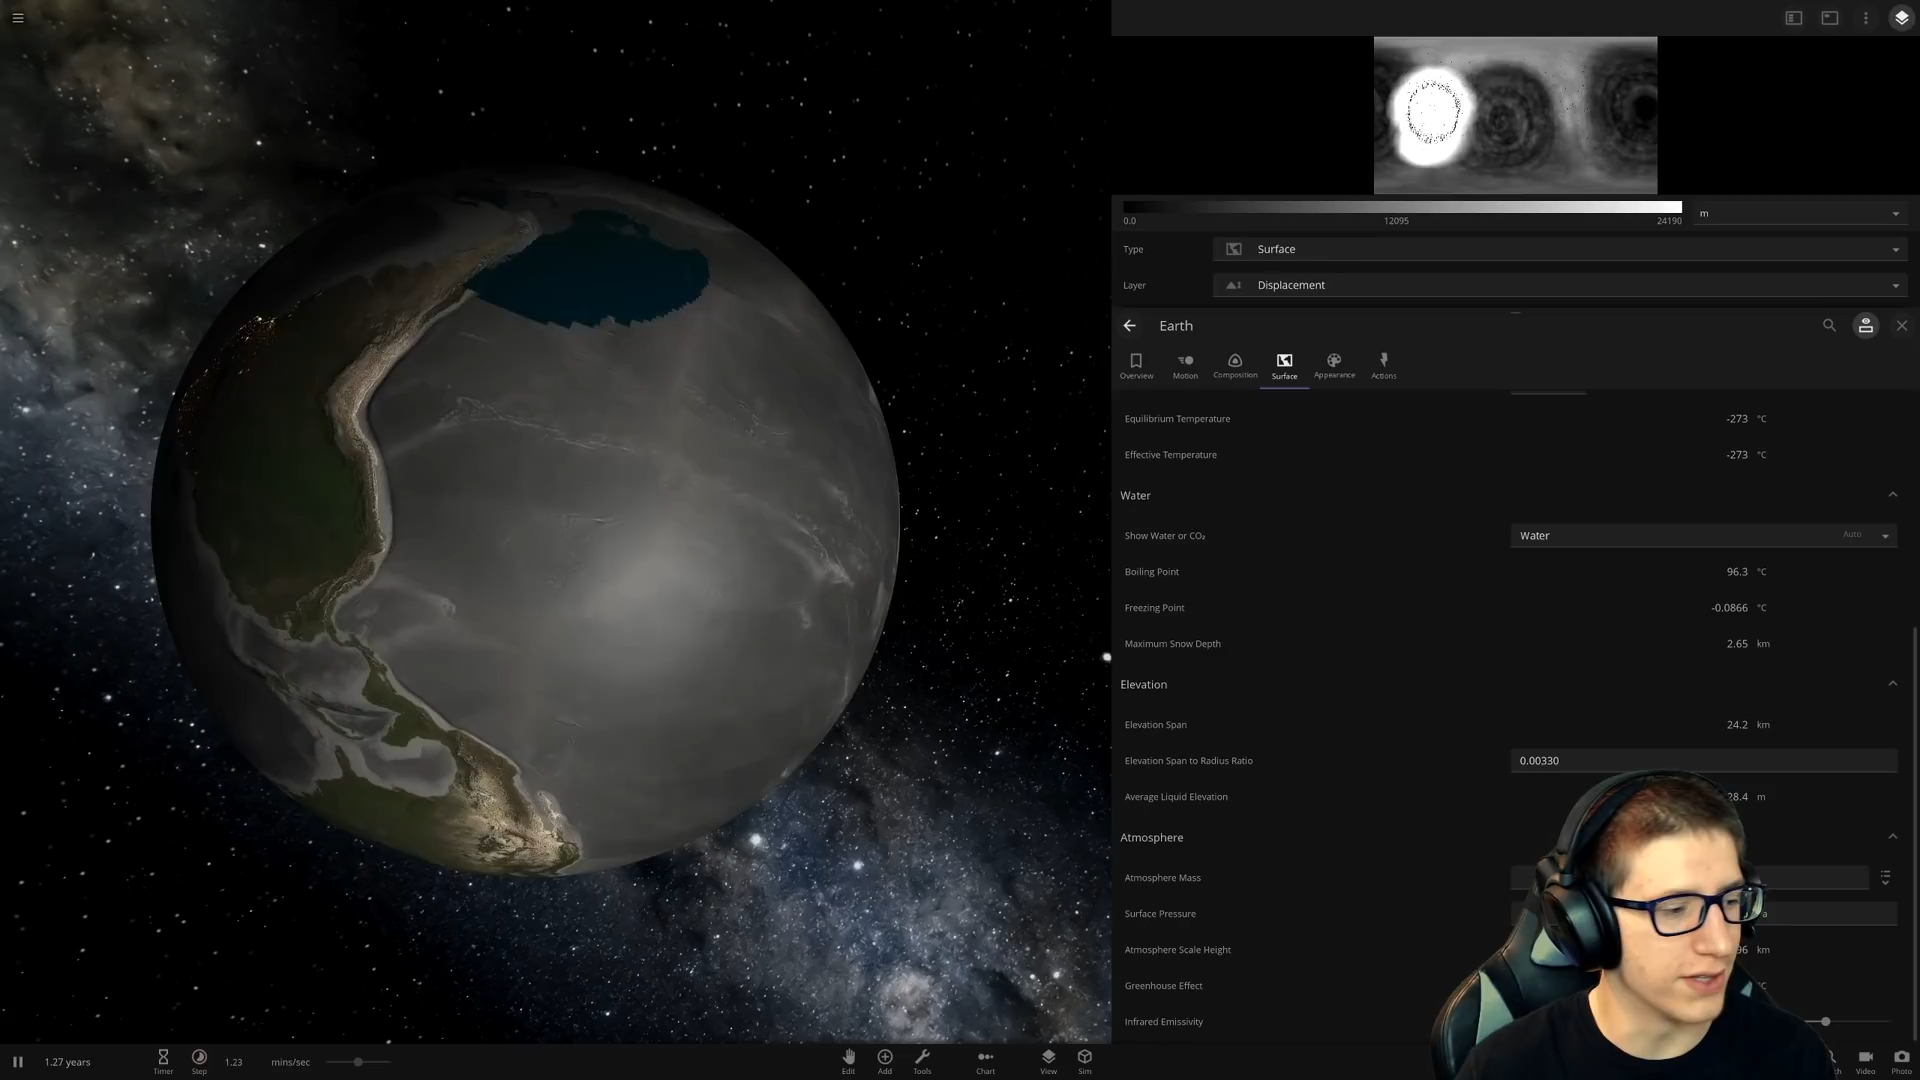 0.0 12095 24190
m
Type Surface
Layer Displacement
Earth
Overview Motion Composition Surface Appearance Actions
Equilibrium Temperature -273 °C
Effective Temperature -273 °C
Water
Show Water or CO₂ Water Auto
Boiling Point 96.3 °C
Freezing Point -0.0866 °C
Maximum Snow Depth 2.65 km
Elevation
Elevation Span 24.2 km
Elevation Span to Radius Ratio 0.00330
Average Liquid Elevation 28.4 m
Atmosphere
Atmosphere Mass
Surface Pressure
Atmosphere Scale Height km
Greenhouse Effect
Infrared Emissivity
1.27 years Timer Step 1.23 mins/sec Edit Add Tools Chart View Sim Video Photo